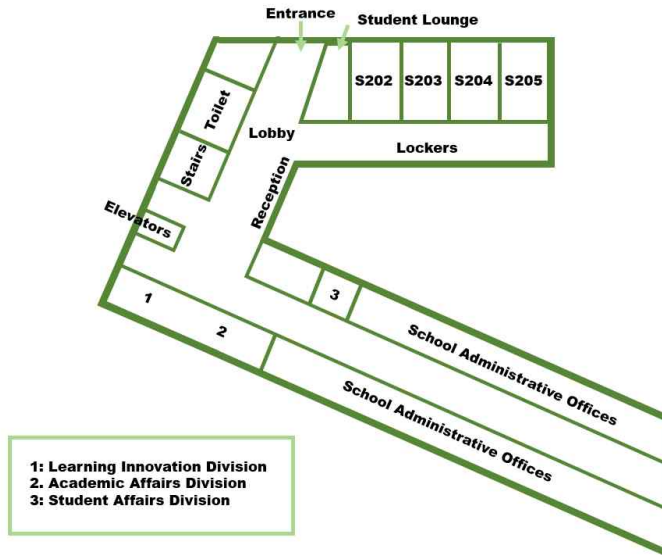 Entrance
Student Lounge
S202
S203
S204
S205
Toilet
Lobby
Lockers
Stairs
Reception
Elevators
1
2
3
School Administrative Offices
School Administrative Offices
1: Learning Innovation Division
2. Academic Affairs Division
3: Student Affairs Division